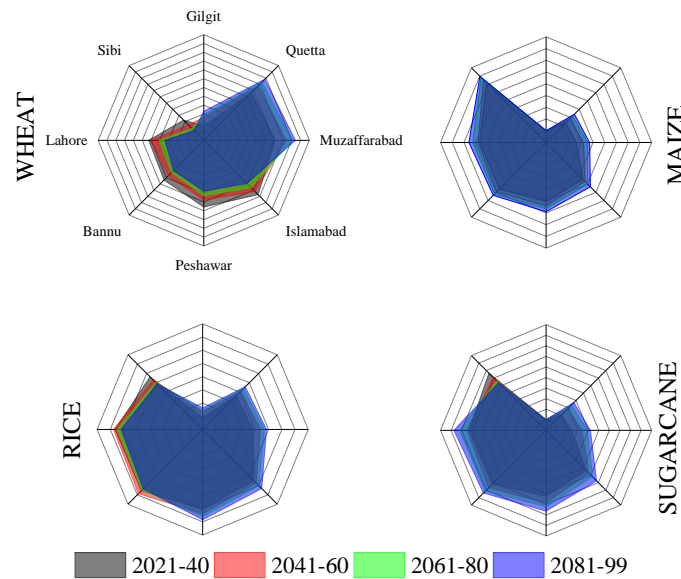 Gilgit
Sibi
Quetta
WHEAT
Lahore
Muzaffarabad
MAIZE
Bannu
Islamabad
Peshawar
RICE
SUGARCANE
2021-40 2041-60 2061-80 2081-99